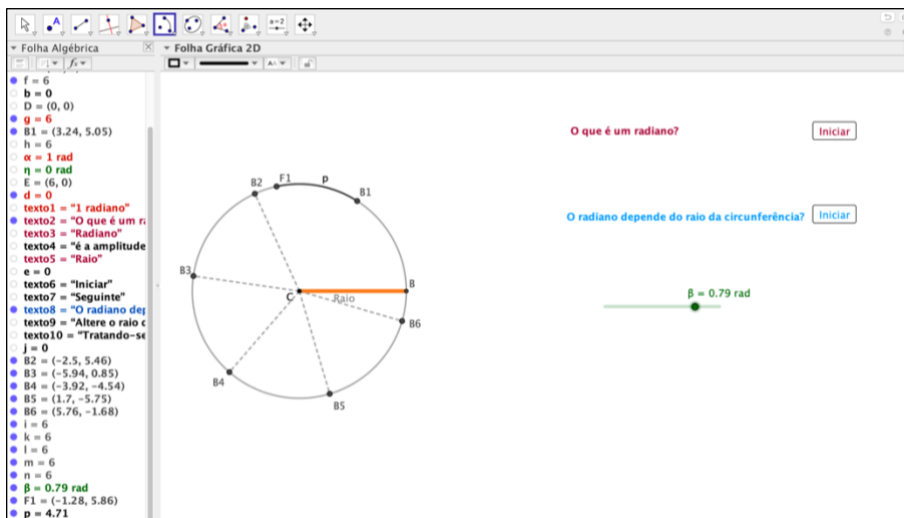 a=2
Folha Algébrica
Folha Gráfica 2D
f = 6
b = 0
D = (0, 0)
g = 6
B1 = (3.24, 5.05)
h = 6
α = 1 rad
η = 0 rad
E = (6, 0)
d = 0
texto1 = "1 radiano"
texto2 = "O que é um ra
texto3 = "Radiano"
texto4 = "é a amplitude
texto5 = "Raio"
e = 0
texto6 = "Iniciar"
texto7 = "Seguinte"
texto8 = "O radiano dep
texto9 = "Altere o raio d
texto10 = "Tratando-se
j = 0
B2 = (-2.5, 5.46)
B3 = (-5.94, 0.85)
B4 = (-3.92, -4.54)
B5 = (1.7, -5.75)
B6 = (5.76, -1.68)
i = 6
k = 6
l = 6
m = 6
n = 6
β = 0.79 rad
F1 = (-1.28, 5.86)
p = 4.71
B2
F1
p
B1
B3
C
Raio
B
B6
B4
B5
O que é um radiano?
Iniciar
O radiano depende do raio da circunferência?
Iniciar
β = 0.79 rad